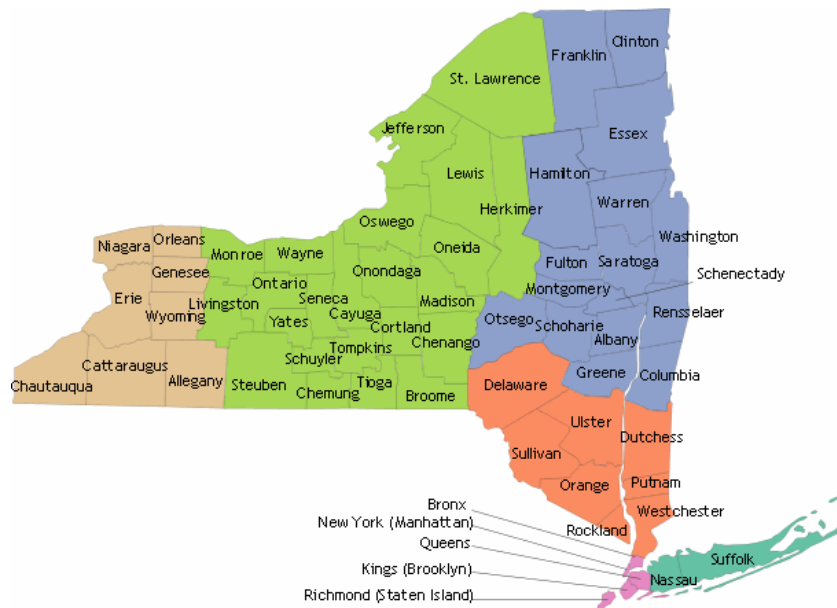 Clinton
Franklin
St. Lawrence
Jefferson
Essex
Lewis
Hamilton
Warren
Herkimer
Oswego
Washington
Niagara
Orleans
Monroe
Wayne
Oneida
Fulton
Saratoga
Schenectady
Genesee
Onondaga
Ontario
Seneca
Montgomery
Erie
Livingston
Madison
Rensselaer
Wyoming
Yates
Cayuga
Cortland
Otsego
Schoharie
Albany
Chenango
Tompkins
Schuyler
Cattaraugus
Chautauqua
Allegany
Steuben
Chemung
Tioga
Broome
Delaware
Greene
Columbia
Ulster
Dutchess
Sullivan
Orange
Putnam
Westchester
Bronx
New York (Manhattan)
Rockland
Queens
Kings (Brooklyn)
Suffolk
Nassau
Richmond (Staten Island)